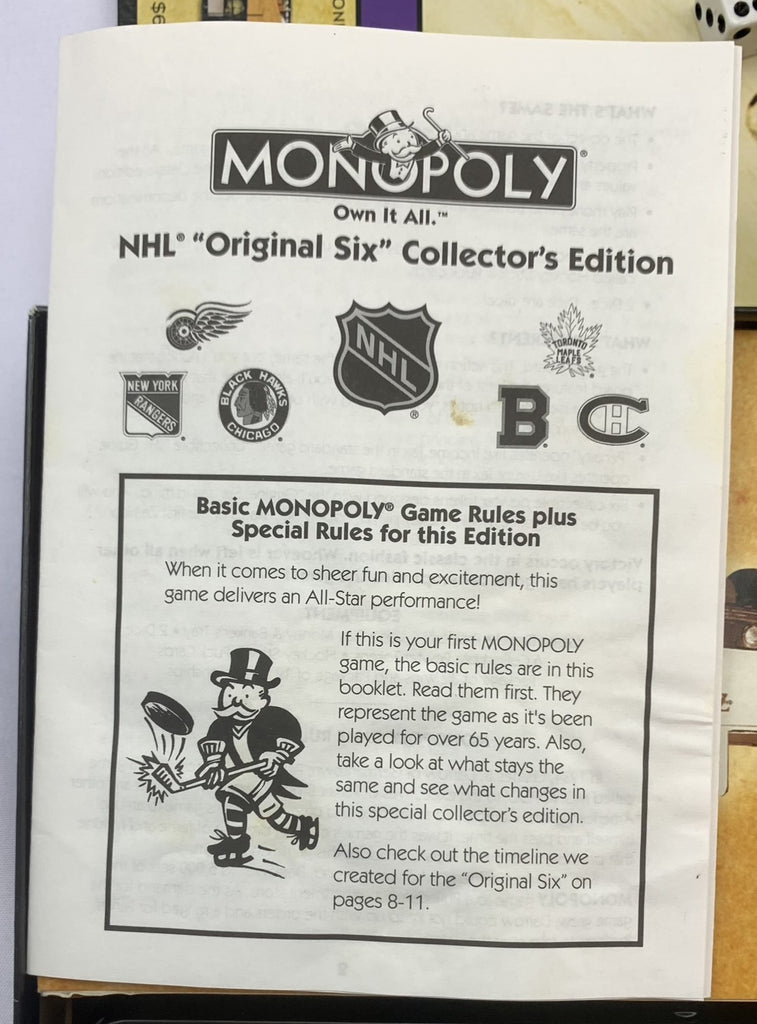 MONOPOLY®
Own It All.™
NHL® “Original Six” Collector's Edition
NHL®
TORONTO
MAPLE
LEAFS
NEW YORK
RANGERS
BLACK HAWKS
CHICAGO
B
CH
Basic MONOPOLY® Game Rules plus
Special Rules for this Edition
When it comes to sheer fun and excitement, this
game delivers an All-Star performance!
If this is your first MONOPOLY
game, the basic rules are in this
booklet. Read them first. They
represent the game as it's been
played for over 65 years. Also,
take a look at what stays the
same and see what changes in
this special collector's edition.
Also check out the timeline we
created for the “Original Six” on
pages 8-11.